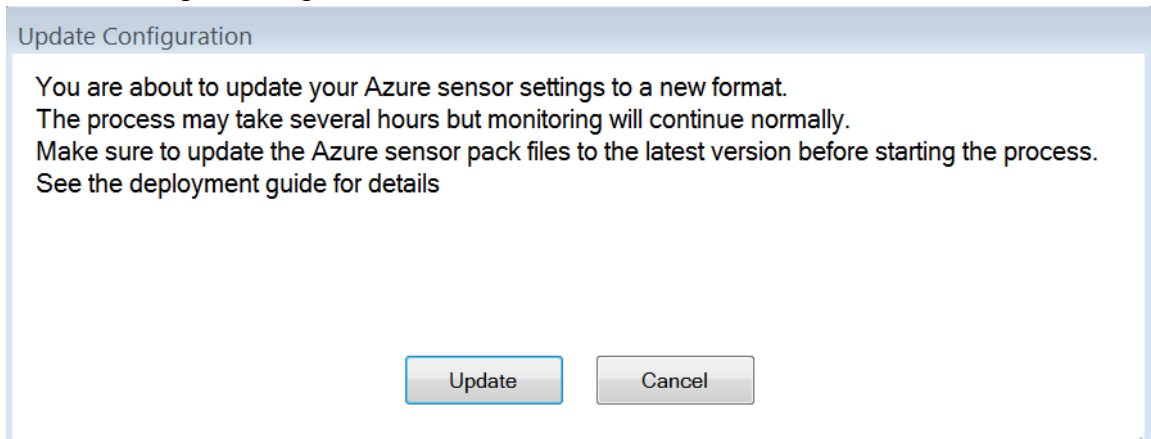 Update Configuration
You are about to update your Azure sensor settings to a new format.
The process may take several hours but monitoring will continue normally.
Make sure to update the Azure sensor pack files to the latest version before starting the process.
See the deployment guide for details
Update
Cancel